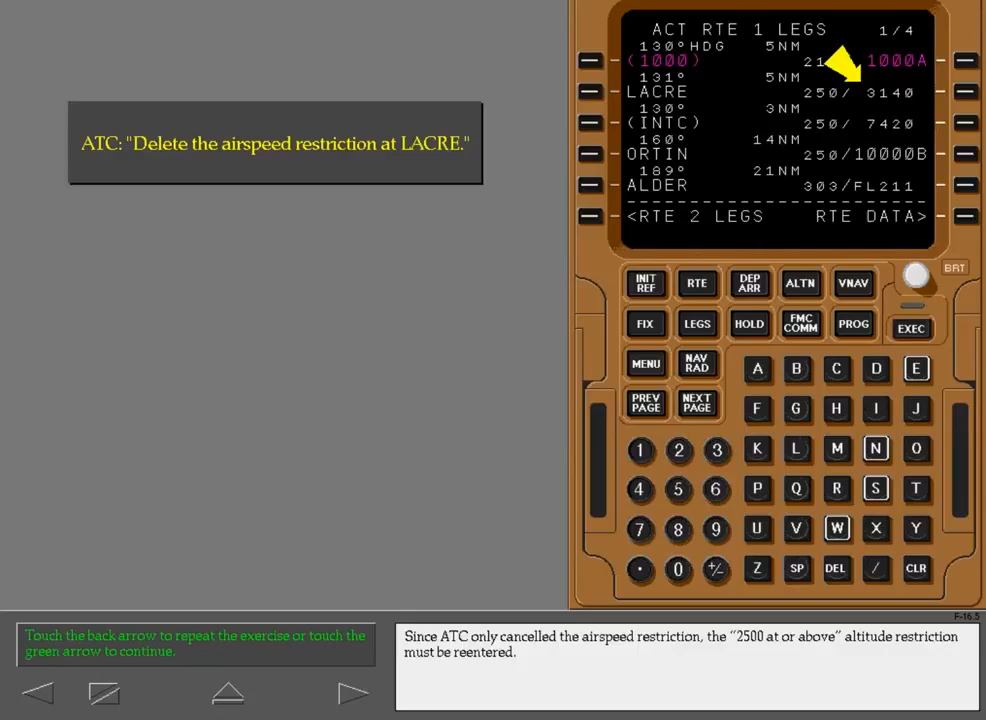 ATC: "Delete the airspeed restriction at LACRE."
ACT RTE 1 LEGS 1/4
130°HDG 5NM
(1000) 21 1000A
131° 5NM
LACRE 250/ 3140
130° 3NM
(INTC) 250/ 7420
160° 14NM
ORTIN 250/10000B
189° 21NM
ALDER 303/FL211
--------------------------
<RTE 2 LEGS RTE DATA>
BRT
INIT REF RTE DEP ARR ALTN VNAV
FIX LEGS HOLD FMC COMM PROG EXEC
MENU NAV RAD A B C D E
PREV PAGE NEXT PAGE F G H I J
1 2 3 K L M N O
4 5 6 P Q R S T
7 8 9 U V W X Y
. 0 +/- Z SP DEL / CLR
F-16.5
Touch the back arrow to repeat the exercise or touch the
green arrow to continue.
Since ATC only cancelled the airspeed restriction, the "2500 at or above" altitude restriction
must be reentered.